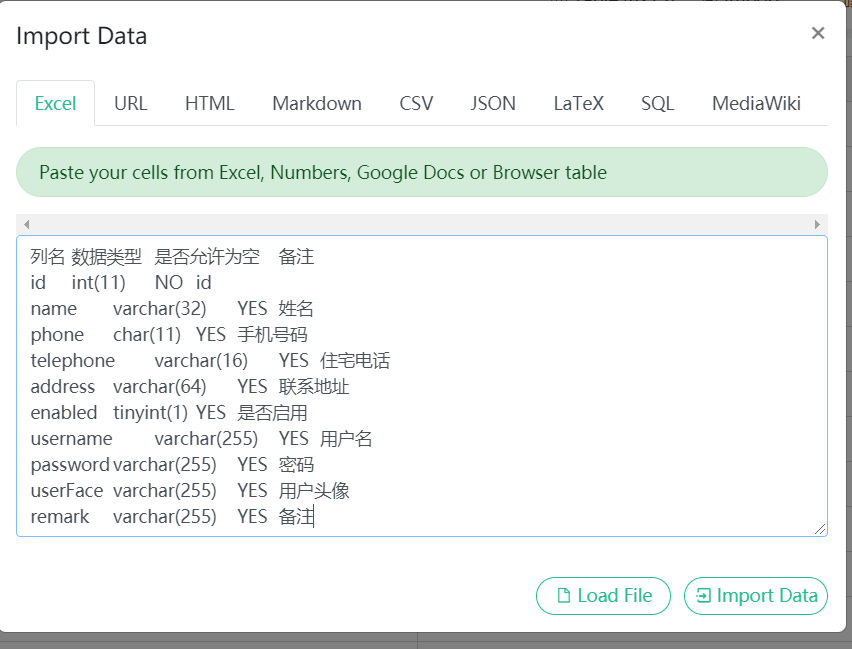 Import Data
Excel URL HTML Markdown CSV JSON LaTeX SQL MediaWiki
Paste your cells from Excel, Numbers, Google Docs or Browser table
列名 数据类型 是否允许为空 备注
id int(11) NO id
name varchar(32) YES 姓名
phone char(11) YES 手机号码
telephone varchar(16) YES 住宅电话
address varchar(64) YES 联系地址
enabled tinyint(1) YES 是否启用
username varchar(255) YES 用户名
password varchar(255) YES 密码
userFace varchar(255) YES 用户头像
remark varchar(255) YES 备注
Load File Import Data